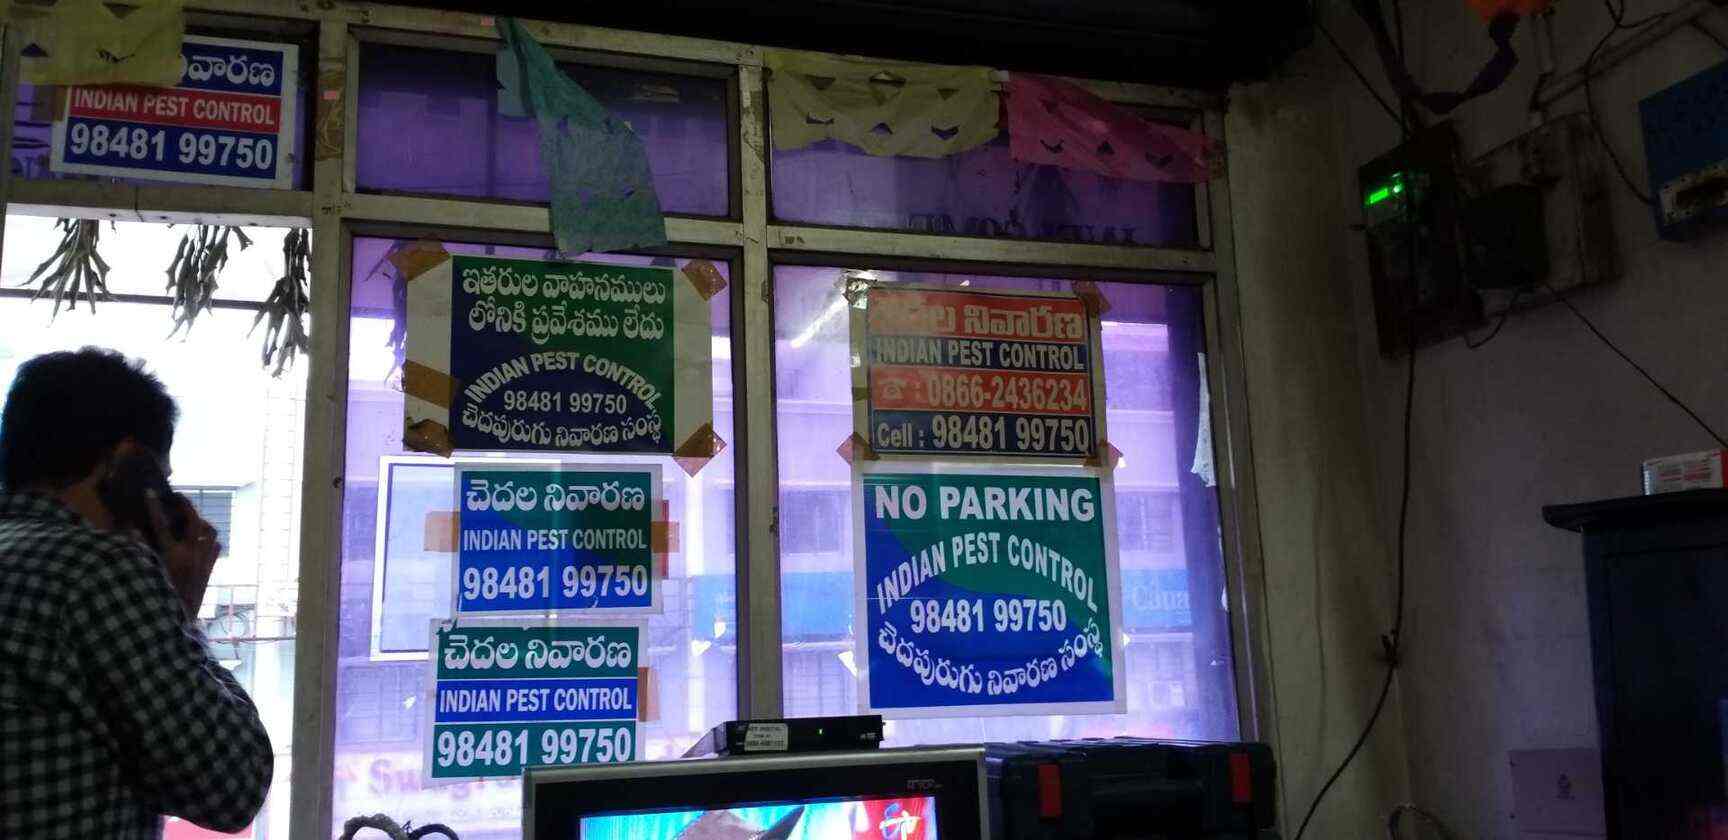 నివారణ
INDIAN PEST CONTROL
98481 99750
ఇతరుల వాహనములు
లోనికి ప్రవేశము లేదు
INDIAN PEST CONTROL
98481 99750
చెదపురుగు నివారణ సంస్థ
చెదల నివారణ
INDIAN PEST CONTROL
98481 99750
చెదల నివారణ
INDIAN PEST CONTROL
98481 99750
చెదల నివారణ
INDIAN PEST CONTROL
☎ : 0866-2436234
Cell : 98481 99750
NO PARKING
INDIAN PEST CONTROL
98481 99750
చెదపురుగు నివారణ సంస్థ